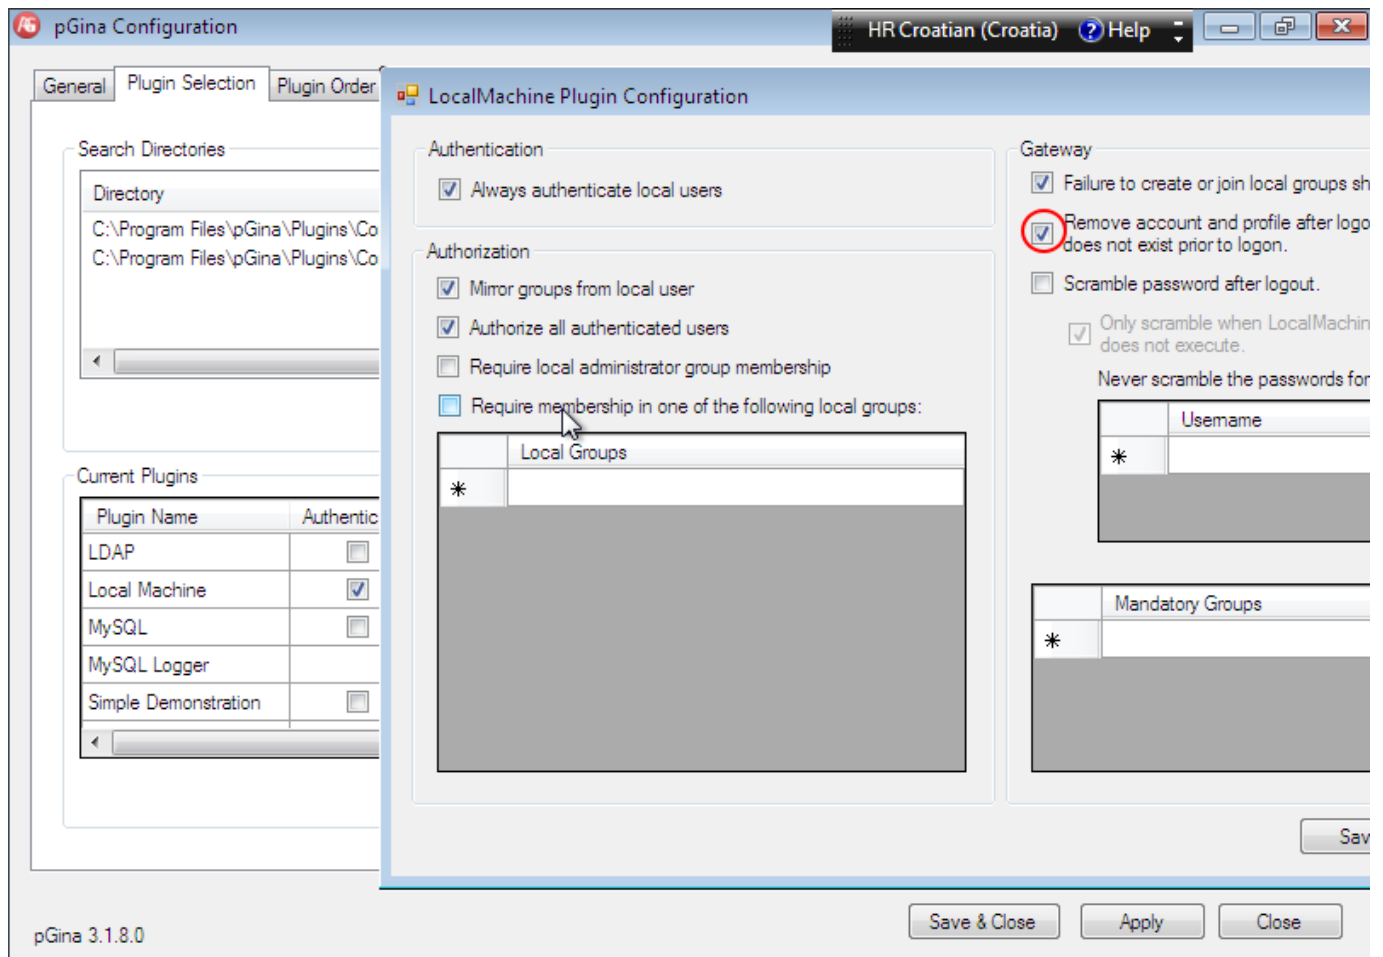 pGina Configuration
HR Croatian (Croatia) Help
General Plugin Selection Plugin Order
LocalMachine Plugin Configuration
Search Directories
Directory
C:\Program Files\pGina\Plugins\Co
C:\Program Files\pGina\Plugins\Co
Current Plugins
Plugin Name Authentic
LDAP
Local Machine
MySQL
MySQL Logger
Simple Demonstration
Authentication
Always authenticate local users
Authorization
Mirror groups from local user
Authorize all authenticated users
Require local administrator group membership
Require membership in one of the following local groups:
Local Groups
Gateway
Failure to create or join local groups sh
Remove account and profile after logo
does not exist prior to logon.
Scramble password after logout.
Only scramble when LocalMachin
does not execute.
Never scramble the passwords for
Username
Mandatory Groups
Sav
Save & Close Apply Close
pGina 3.1.8.0